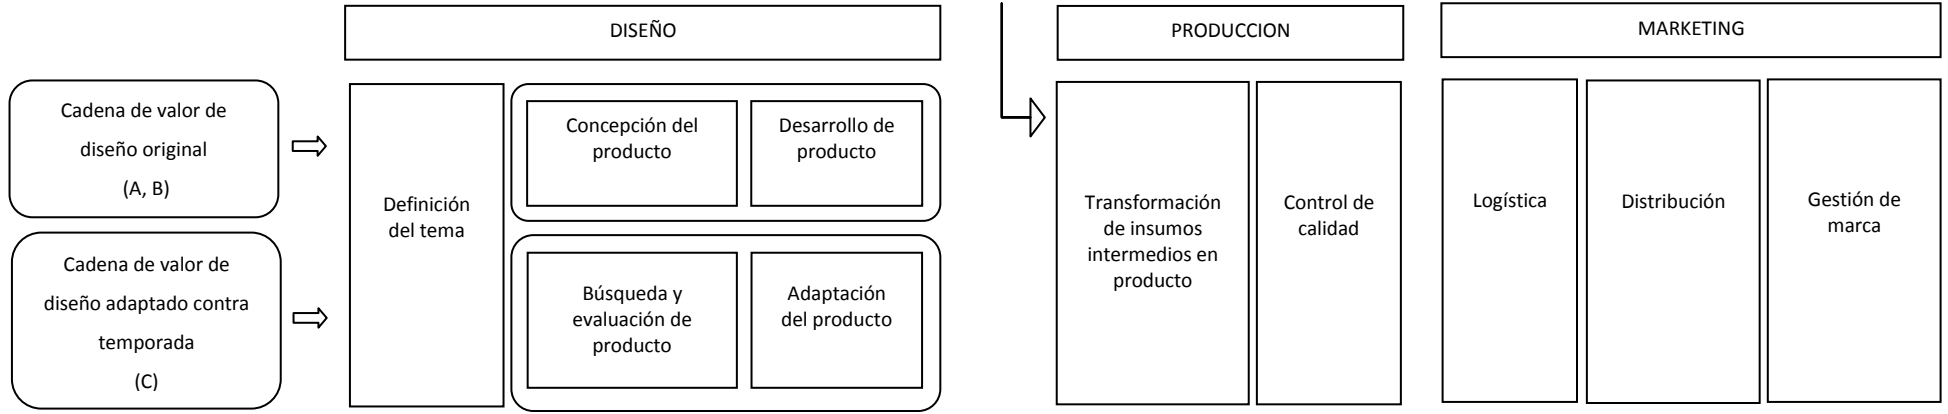 DISEÑO
PRODUCCION
MARKETING
Cadena de valor de
diseño original
(A, B)
Cadena de valor de
diseño adaptado contra
temporada
(C)
Definición
del tema
Concepción del
producto
Desarrollo de
producto
Búsqueda y
evaluación de
producto
Adaptación
del producto
Transformación
de insumos
intermedios en
producto
Control de
calidad
Logística
Distribución
Gestión de
marca